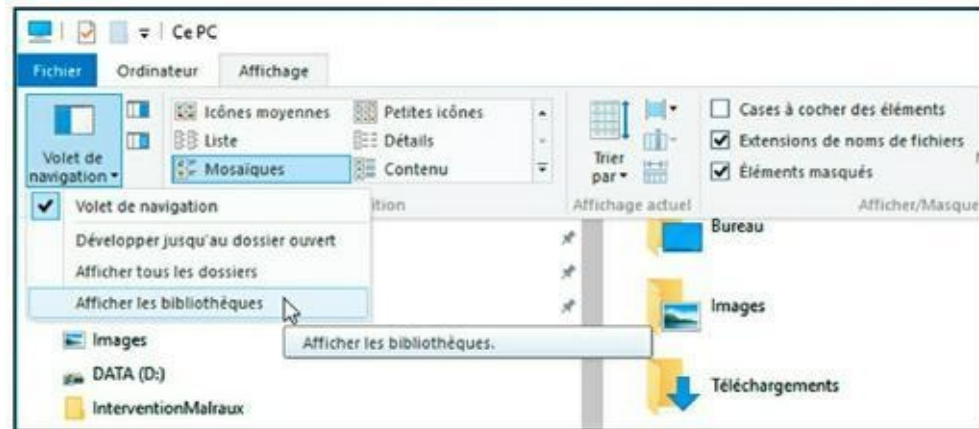 Ce PC
Fichier Ordinateur Affichage
Icônes moyennes Petites icônes Cases à cocher des éléments
Liste Détails Extensions de noms de fichiers
Volet de navigation Mosaïques Contenu Trier par Éléments masqués
Volet de navigation Affichage actuel Afficher/Masque
Développer jusqu'au dossier ouvert Bureau
Afficher tous les dossiers
Afficher les bibliothèques Images
Images Afficher les bibliothèques.
DATA (D:) Téléchargements
InterventionMalraux